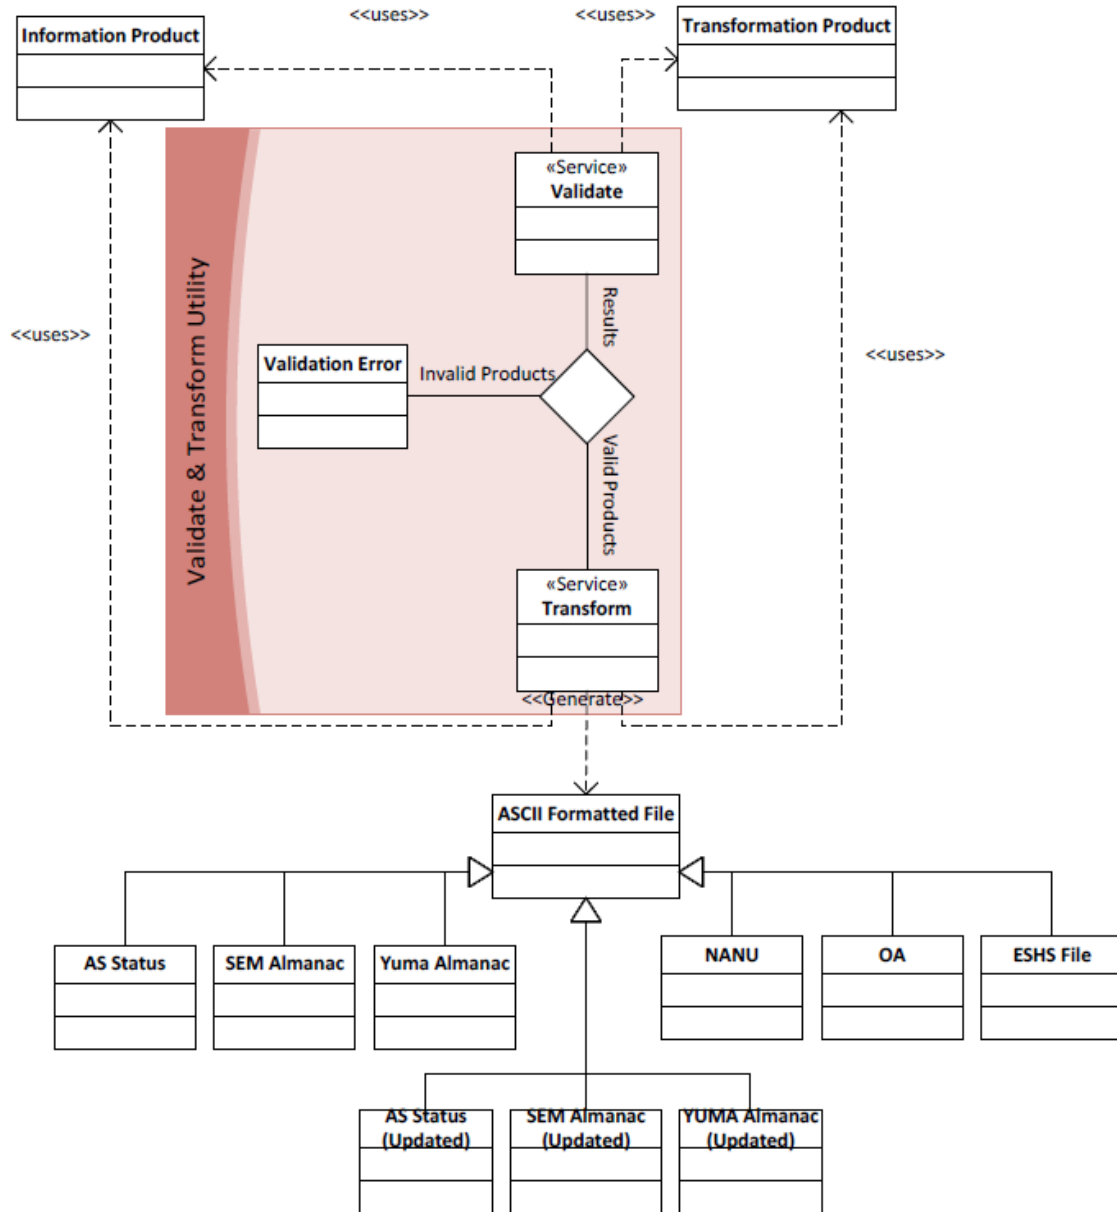 <<uses>>
<<uses>>
Information Product
Transformation Product
«Service»
Validate
Results
Validate & Transform Utility
<<uses>>
<<uses>>
Validation Error
Invalid Products
Valid Products
«Service»
Transform
<<Generate>>
ASCII Formatted File
AS Status
SEM Almanac
Yuma Almanac
NANU
OA
ESHS File
AS Status
(Updated)
SEM Almanac
(Updated)
YUMA Almanac
(Updated)